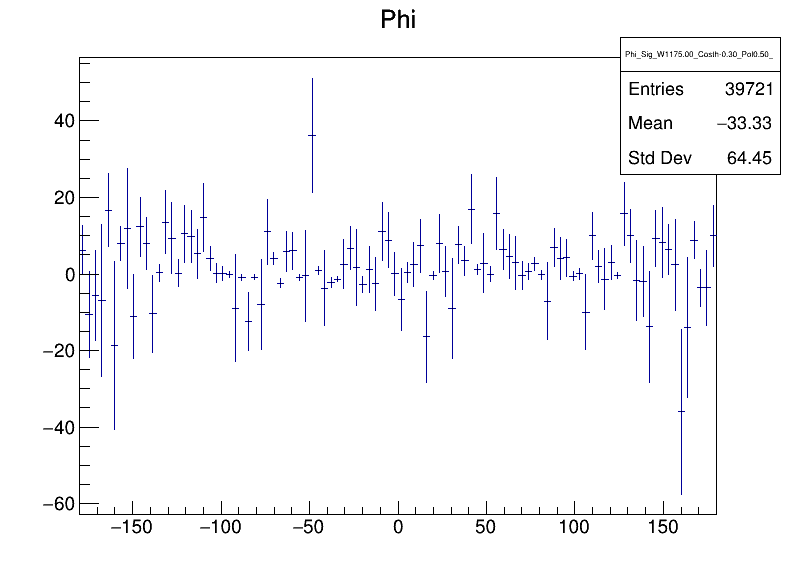 Phi
Phi_Sig_W1175.00_Costh-0.30_Pol0.50_
Entries 39721
Mean −33.33
Std Dev 64.45
40
20
0
−20
−40
−60
−150 −100 −50 0 50 100 150